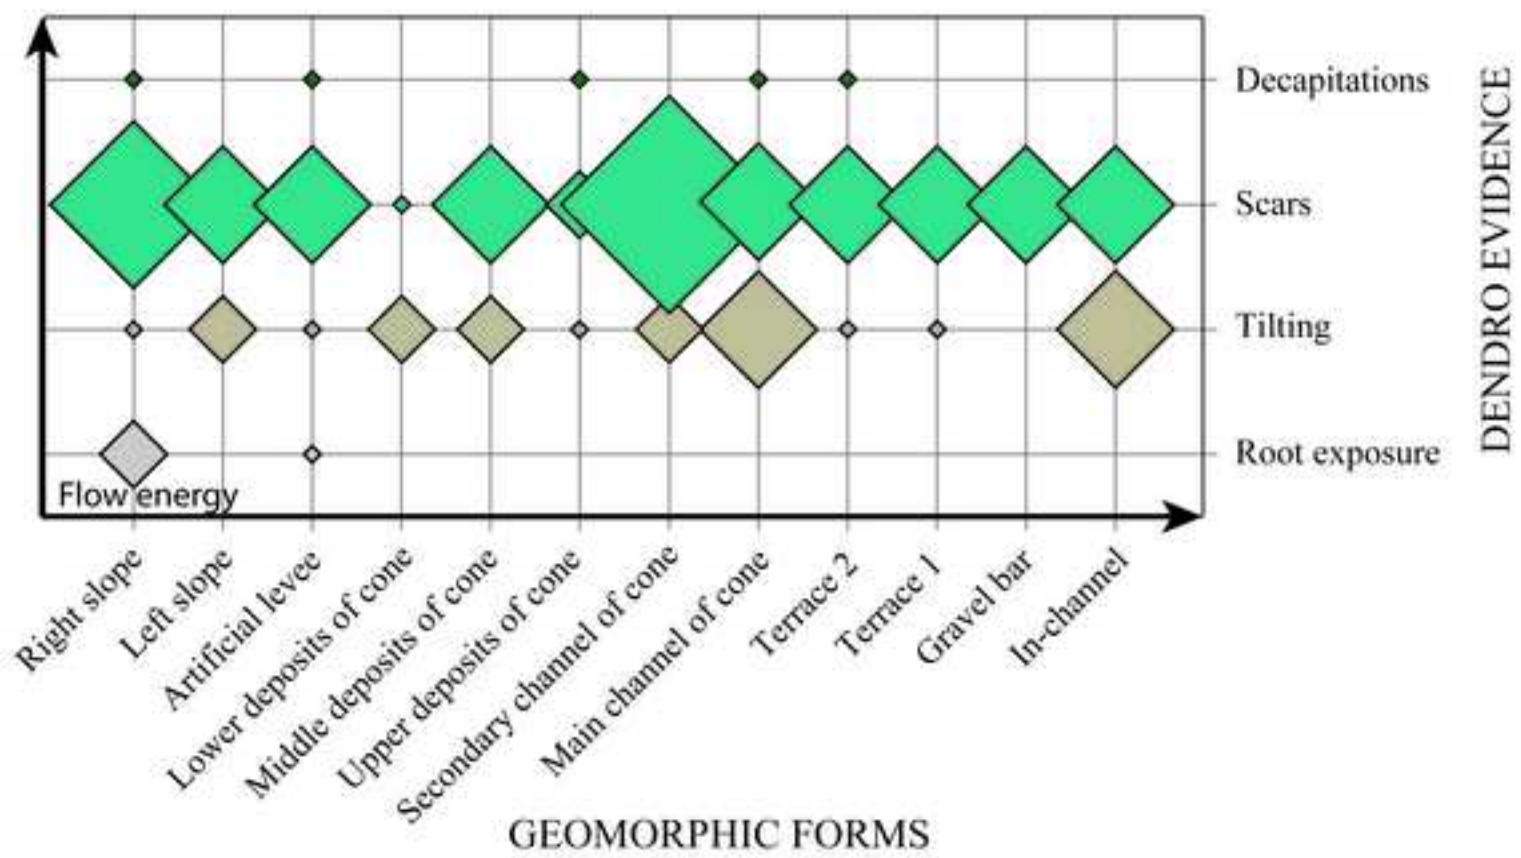 Decapitations
Scars
Tilting
Root exposure
DENDRO EVIDENCE
Flow energy
Right slope
Left slope
Artificial levee
Lower deposits of cone
Middle deposits of cone
Upper deposits of cone
Secondary channel of cone
Main channel of cone
Terrace 2
Terrace 1
Gravel bar
In-channel
GEOMORPHIC FORMS